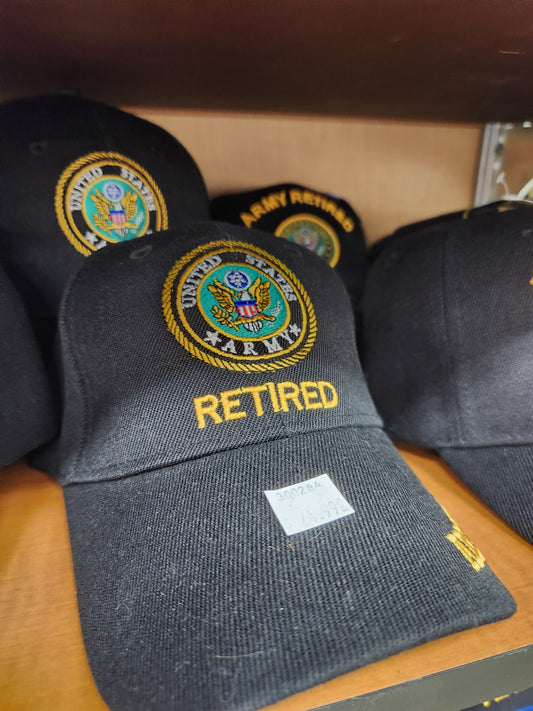 UNITED STATES
ARMY RETIRED
UNITED STATES
ARMY
RETIRED
300284